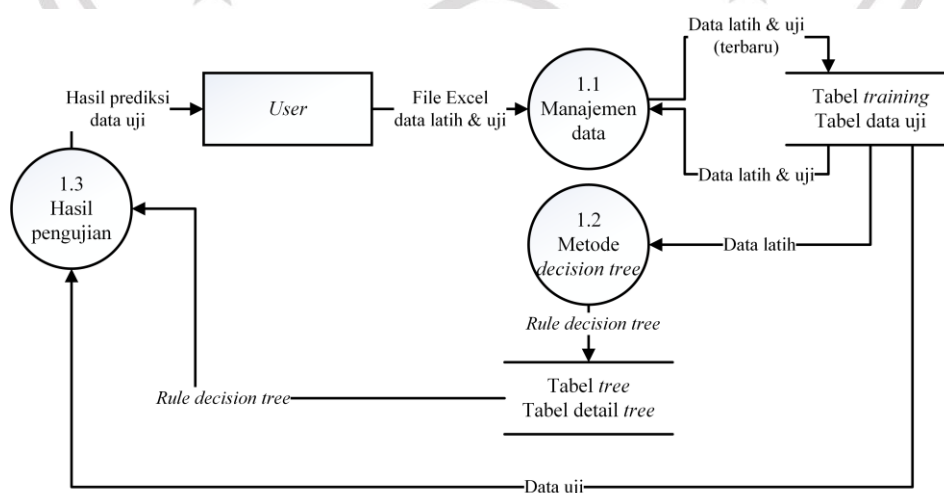 Data latih & uji
(terbaru)
Hasil prediksi
data uji
User
File Excel
data latih & uji
1.1
Manajemen
data
Tabel training
Tabel data uji
Data latih & uji
1.3
Hasil
pengujian
1.2
Metode
decision tree
Data latih
Rule decision tree
Tabel tree
Tabel detail tree
Rule decision tree
Data uji